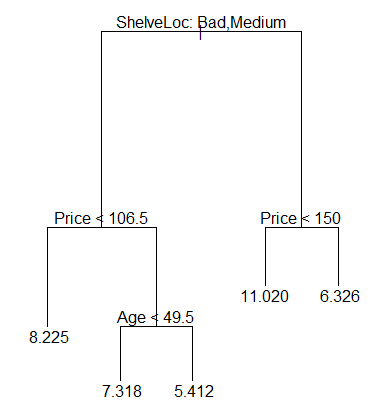 ShelveLoc: Bad,Medium
Price < 106.5
Price < 150
11.020
6.326
8.225
Age < 49.5
7.318
5.412